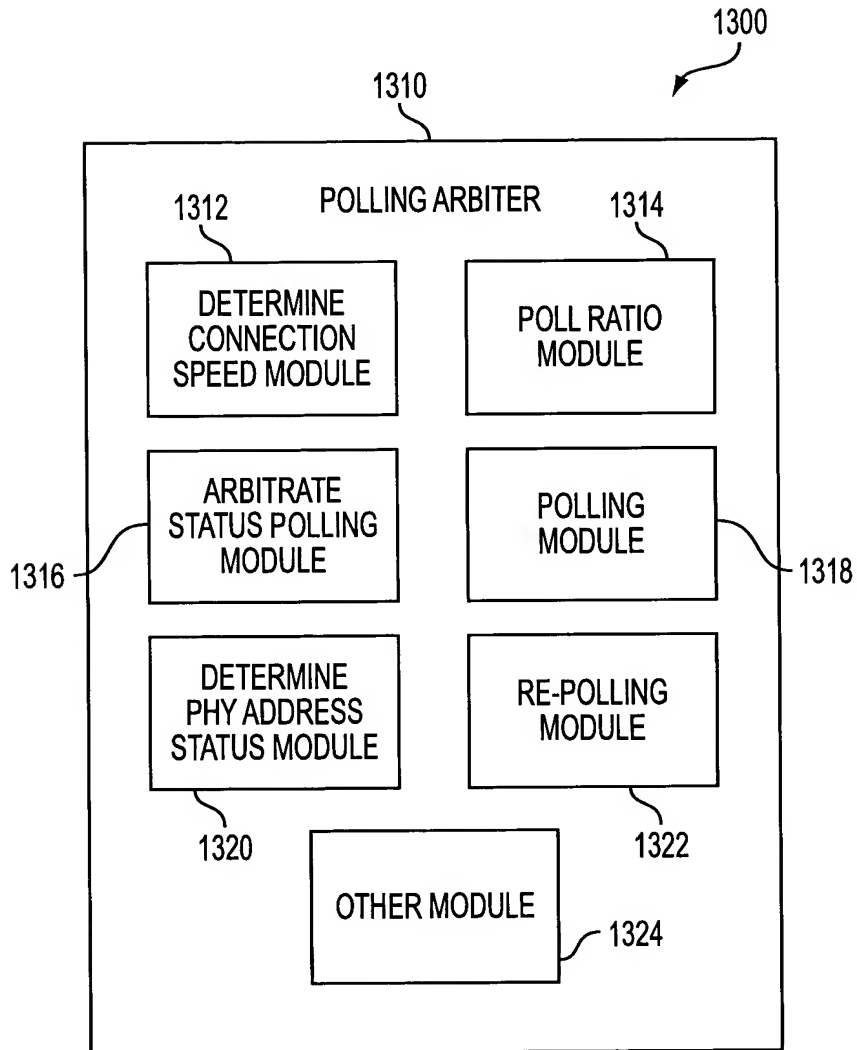 1300
1310
POLLING ARBITER
1312
1314
DETERMINE
CONNECTION
SPEED MODULE
POLL RATIO
MODULE
ARBITRATE
STATUS POLLING
MODULE
POLLING
MODULE
1316
1318
DETERMINE
PHY ADDRESS
STATUS MODULE
RE-POLLING
MODULE
1320
1322
OTHER MODULE
1324